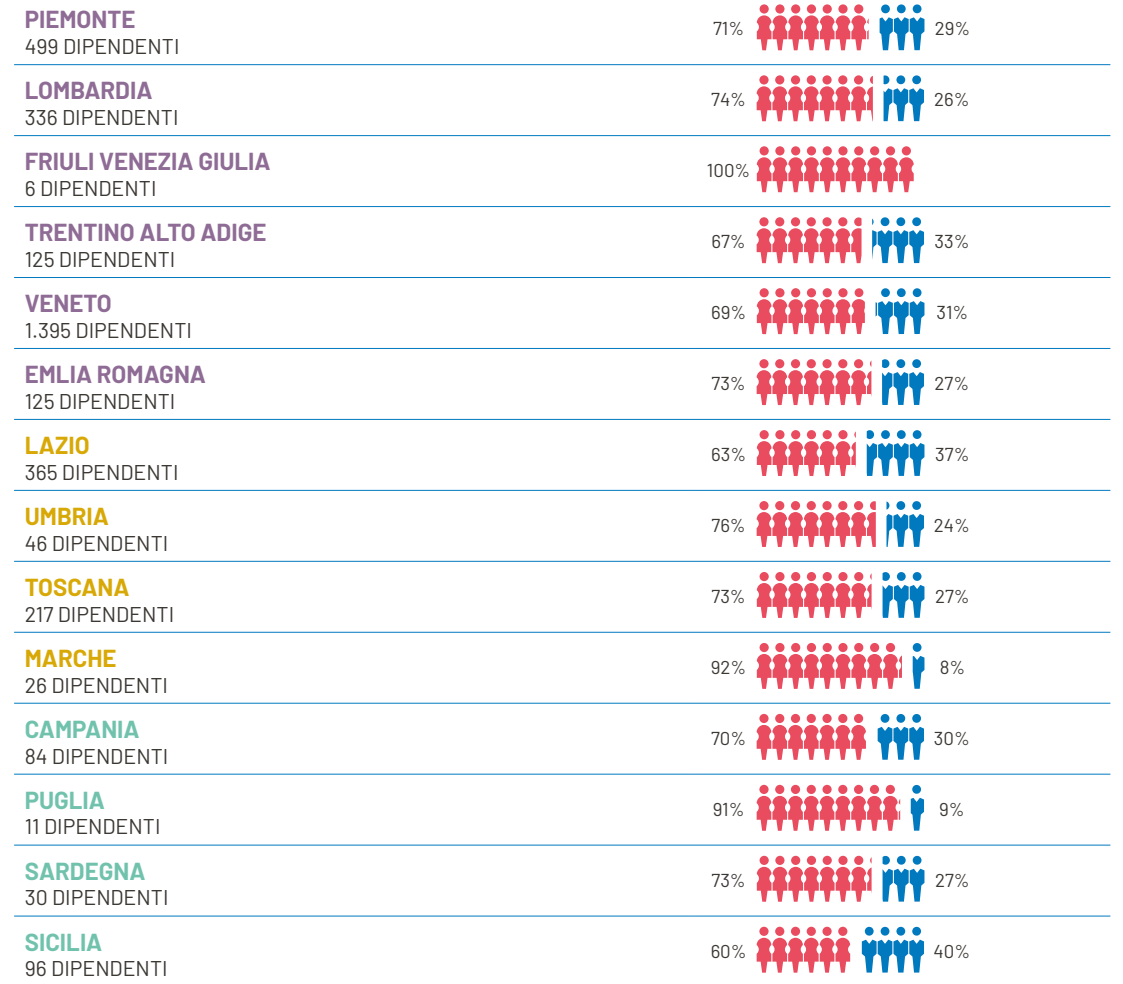 PIEMONTE
499 DIPENDENTI
71% 29%
LOMBARDIA
336 DIPENDENTI
74% 26%
FRIULI VENEZIA GIULIA
6 DIPENDENTI
100%
TRENTINO ALTO ADIGE
125 DIPENDENTI
67% 33%
VENETO
1.395 DIPENDENTI
69% 31%
EMLIA ROMAGNA
125 DIPENDENTI
73% 27%
LAZIO
365 DIPENDENTI
63% 37%
UMBRIA
46 DIPENDENTI
76% 24%
TOSCANA
217 DIPENDENTI
73% 27%
MARCHE
26 DIPENDENTI
92% 8%
CAMPANIA
84 DIPENDENTI
70% 30%
PUGLIA
11 DIPENDENTI
91% 9%
SARDEGNA
30 DIPENDENTI
73% 27%
SICILIA
96 DIPENDENTI
60% 40%